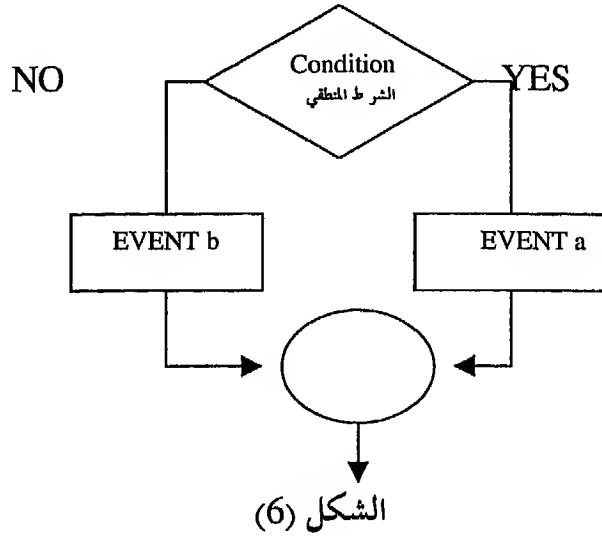 NO
Condition
YES
الشرط المنطقي
EVENT b
EVENT a
الشكل (6)